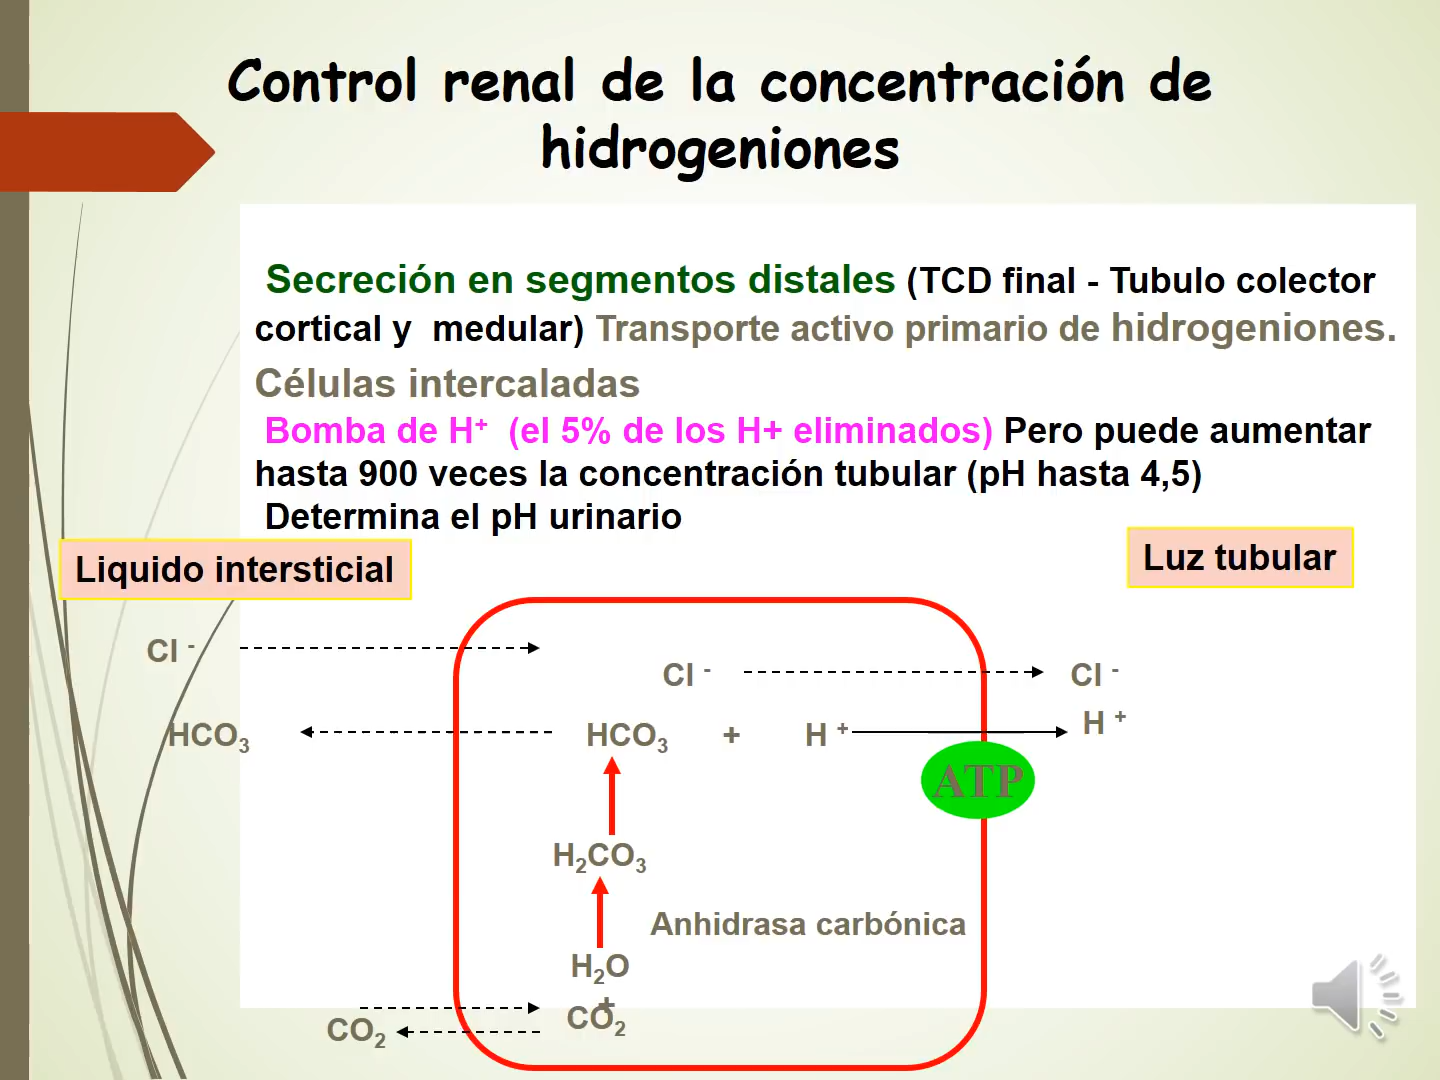 Control renal de la concentración de
hidrogeniones
Secreción en segmentos distales (TCD final - Tubulo colector
cortical y medular) Transporte activo primario de hidrogeniones.
Células intercaladas
Bomba de H⁺ (el 5% de los H+ eliminados) Pero puede aumentar
hasta 900 veces la concentración tubular (pH hasta 4,5)
Determina el pH urinario
Liquido intersticial
Luz tubular
Cl ⁻
Cl ⁻
Cl ⁻
HCO₃
HCO₃ + H ⁺
H ⁺
ATP
H₂CO₃
Anhidrasa carbónica
H₂O
+
CO₂
CO₂